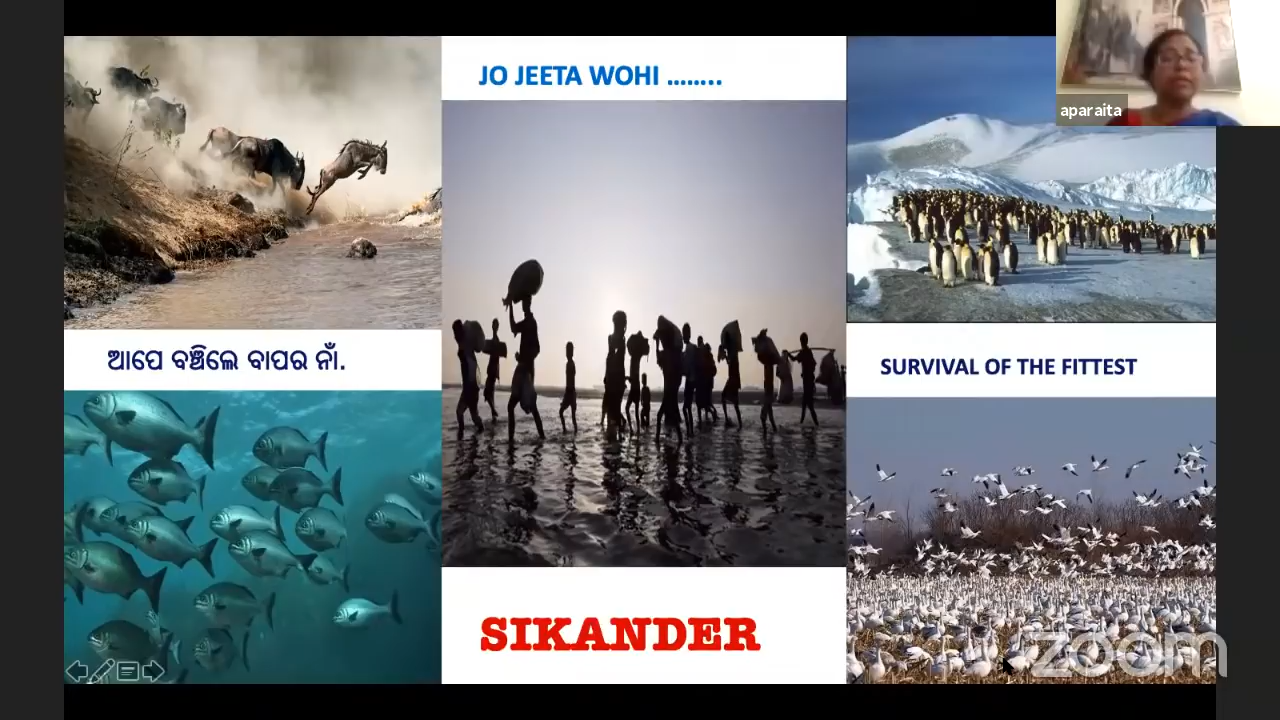 JO JEETA WOHI ........
aparaita
ଆପେ ବଞ୍ଚିଲେ ବାପର ନାଁ.
SURVIVAL OF THE FITTEST
SIKANDER
zoom